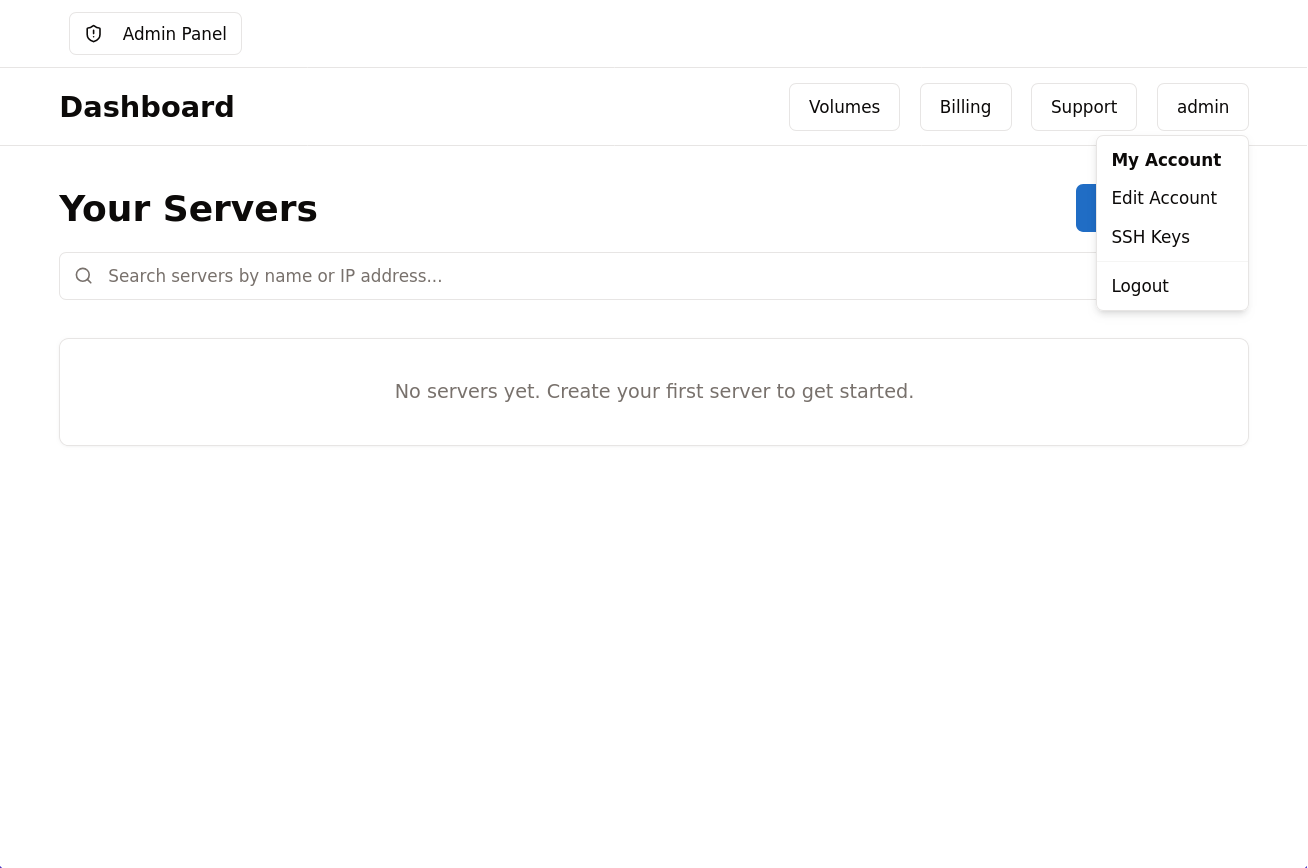 Admin Panel
Dashboard
Volumes
Billing
Support
admin
My Account
Edit Account
SSH Keys
Logout
Your Servers
Search servers by name or IP address...
No servers yet. Create your first server to get started.